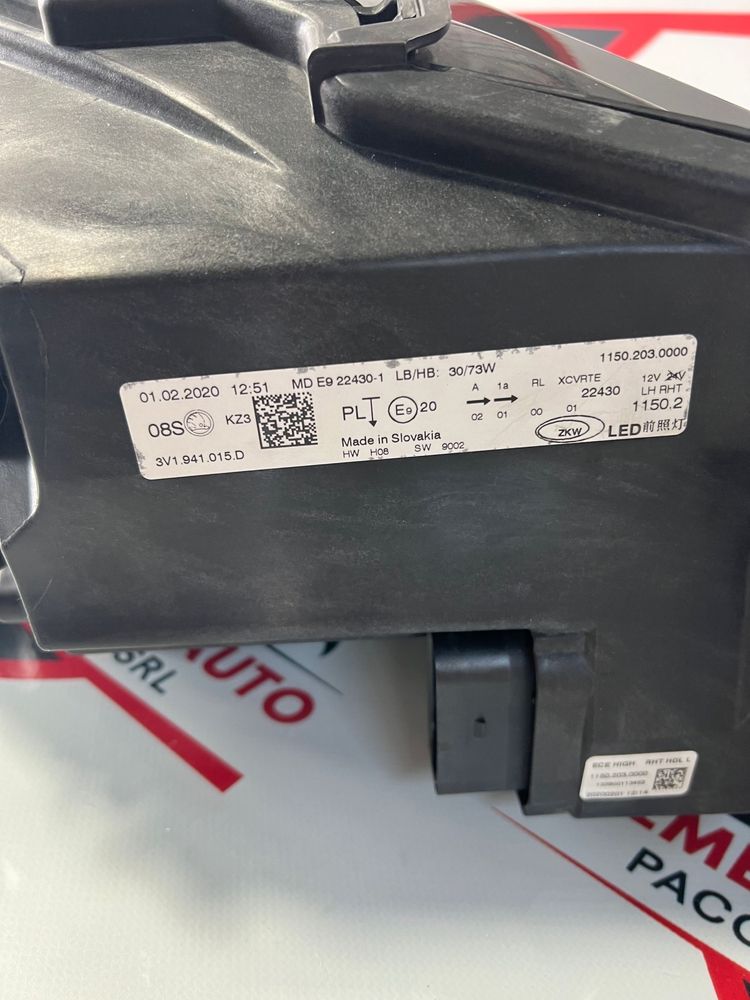 01.02.2020 12:51 MD E9 22430-1 LB/HB: 30/73W 1150.203.0000
08S KZ3 PL E9 20 A 1a RL XCVRTE 12V 24V
02 01 00 01 22430 LH RHT
1150.2
3V1.941.015.D Made in Slovakia ZKW LED前照灯
HW H08 SW 9002
AUTO
SRL
ECE HIGH RHT HDL L
1150.203.0000
20200201 12:14
PACO